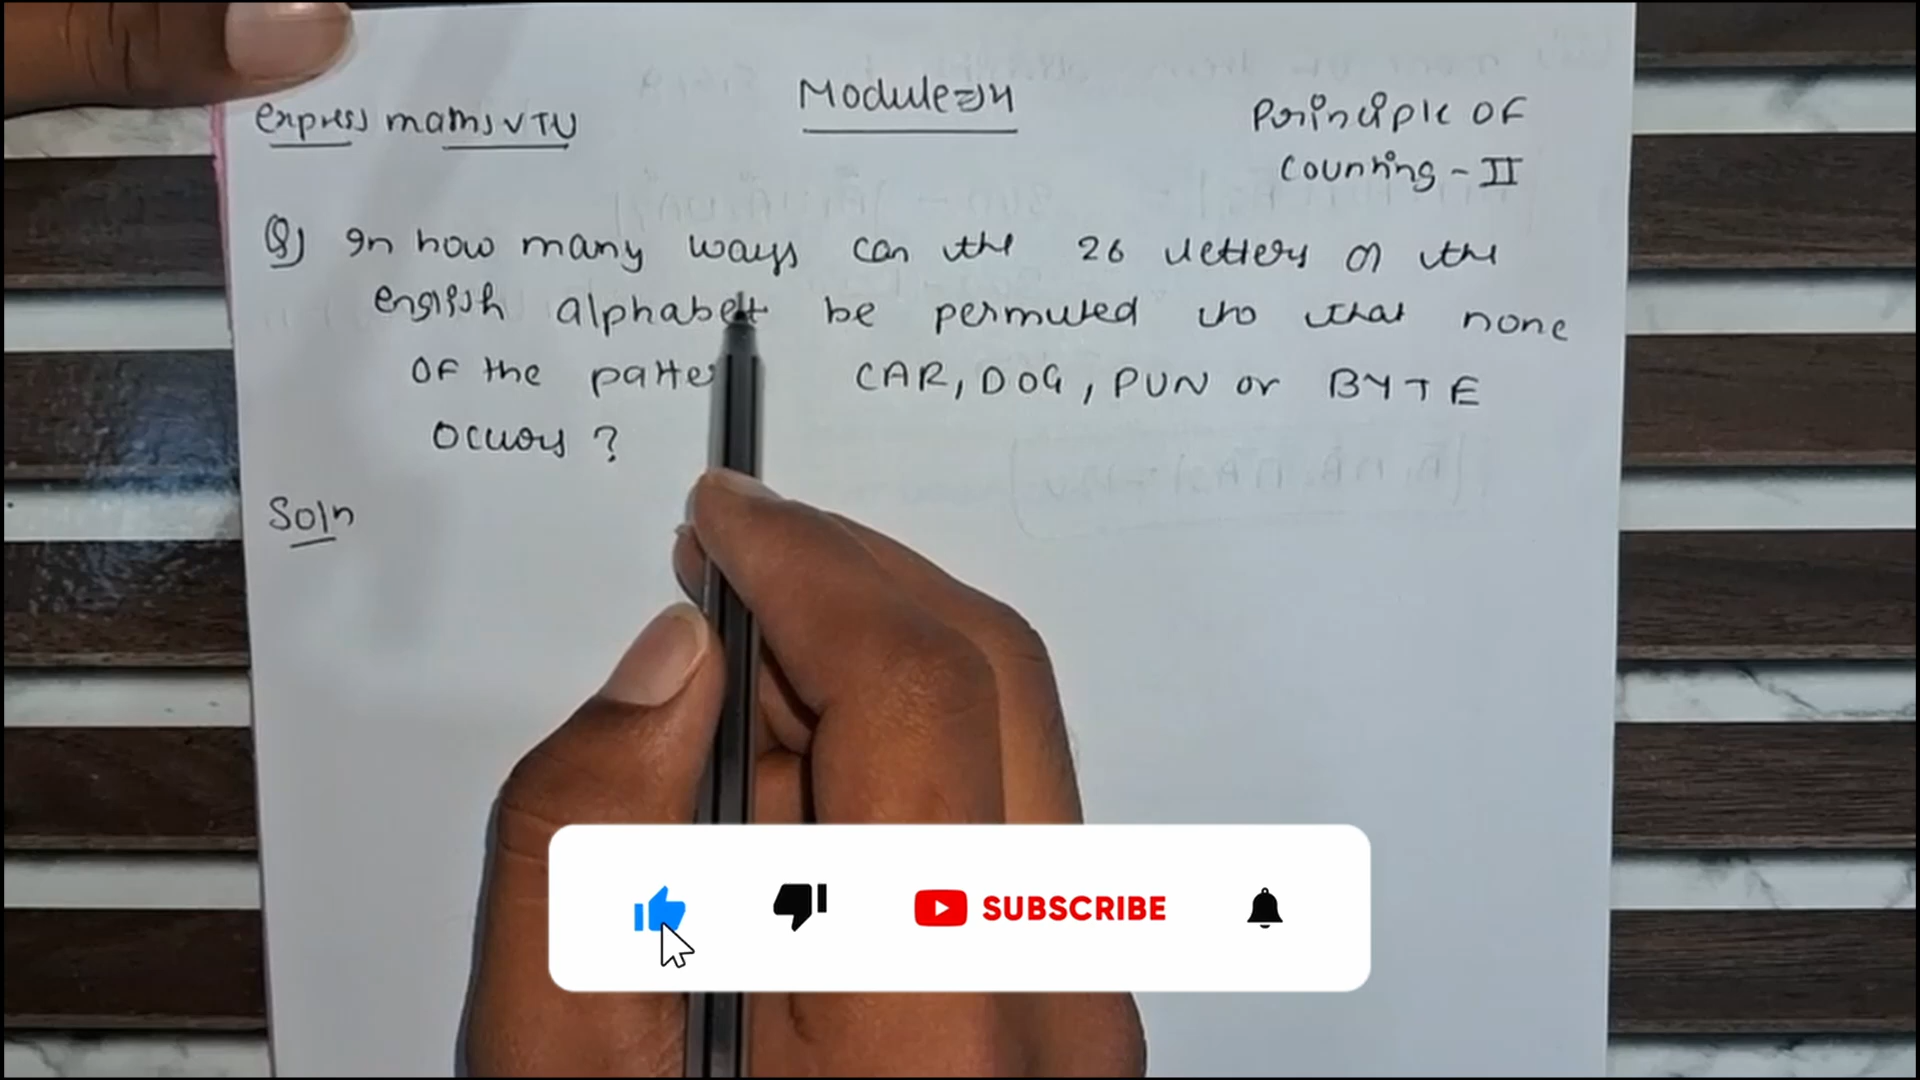 express maths VTU
Module=>4
Principle OF
Counting - II
Q) In how many ways can the 26 letters of the
english alphabet be permuted so that none
OF the patte CAR, DOG, PUN or BYTE
Occurs ?
Soln
SUBSCRIBE